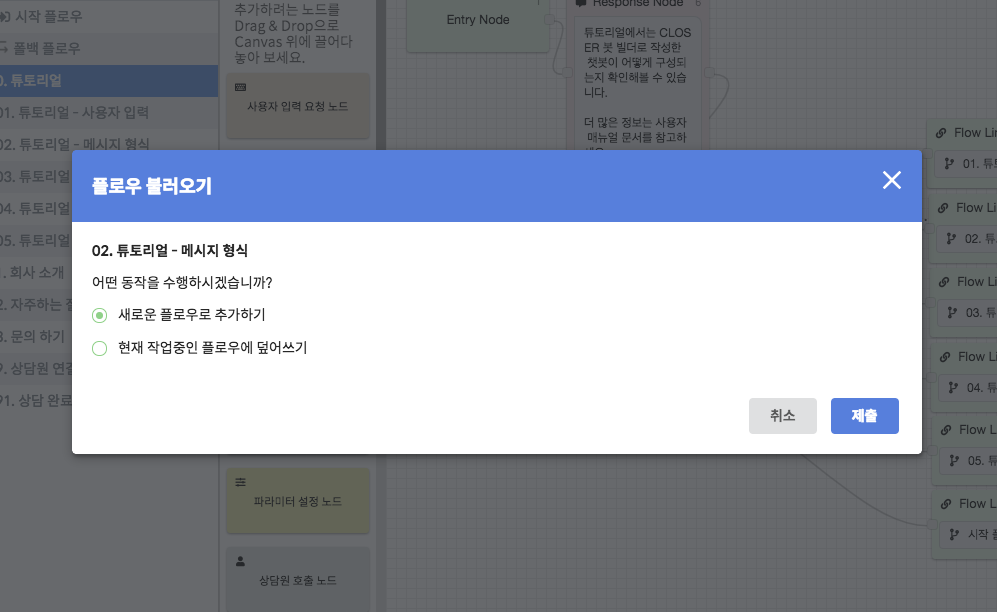 시작 플로우
폴백 플로우
0. 튜토리얼
01. 튜토리얼 - 사용자 입력
02. 튜토리얼 - 메시지 형식
03. 튜토리얼
04. 튜토리얼
05. 튜토리얼
1. 회사 소개
2. 자주하는
3. 문의 하기
9. 상담원 연결
91. 상담 완료
추가하려는 노드를
Drag & Drop으로
Canvas 위에 끌어다
놓아 보세요.
사용자 입력 요청 노드
Entry Node
Response Node 6
튜토리얼에서는 CLOS
ER 봇 빌더로 작성한
챗봇이 어떻게 구성되
는지 확인해볼 수 있습
니다.
더 많은 정보는 사용자
매뉴얼 문서를 참고하
세요
플로우 불러오기
02. 튜토리얼 - 메시지 형식
어떤 동작을 수행하시겠습니까?
새로운 플로우로 추가하기
현재 작업중인 플로우에 덮어쓰기
취소
제출
파라미터 설정 노드
상담원 호출 노드
Flow
01. 튜
Flow
02. 튜
Flow
03. 튜
Flow
04. 튜
Flow
05. 튜
Flow
시작